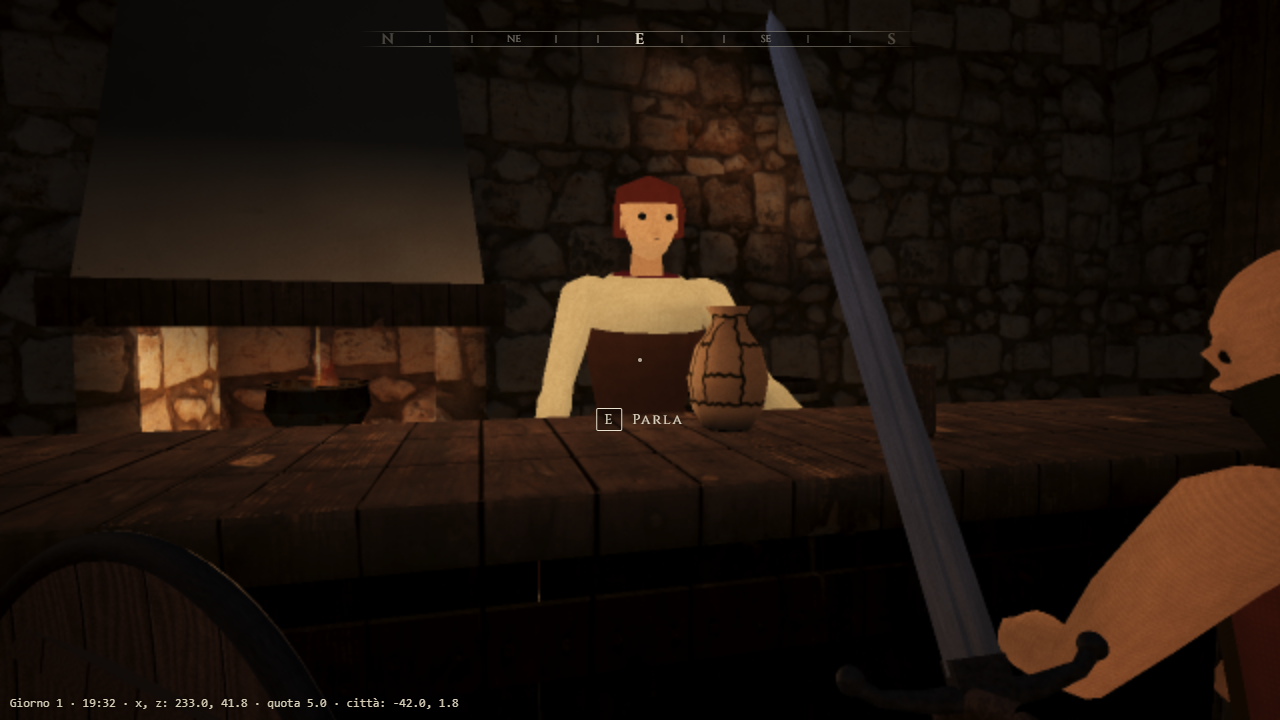 N NE E SE S
E PARLA
Giorno 1 · 19:32 · x, z: 233.0, 41.8 · quota 5.0 · città: -42.0, 1.8